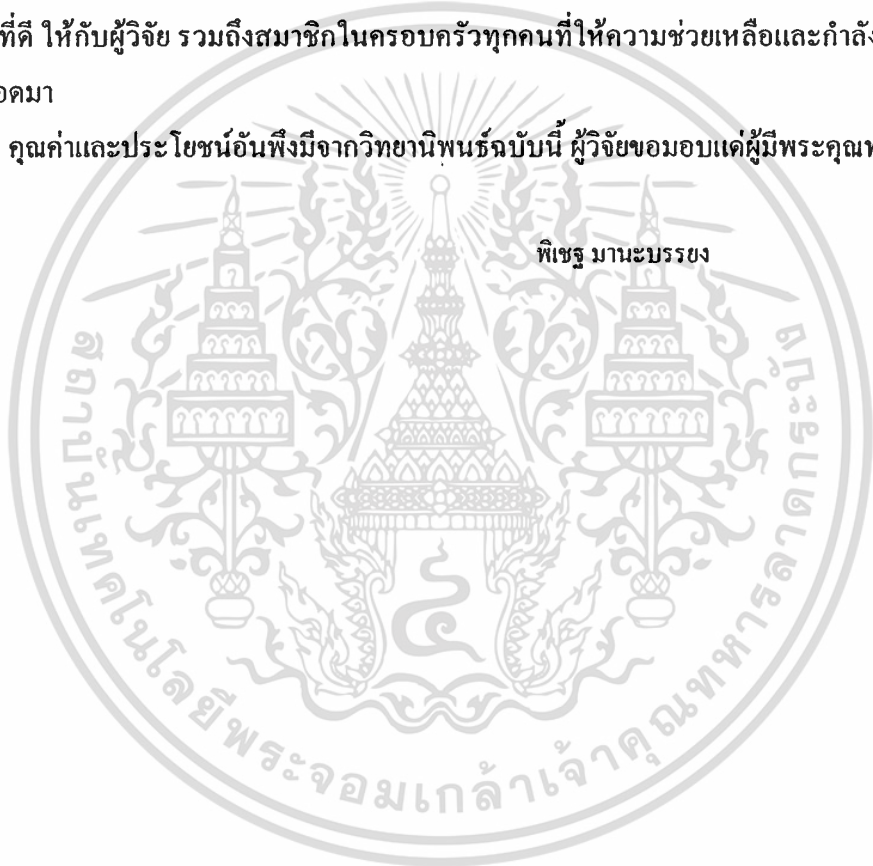 ที่ดี ให้กับผู้วิจัย รวมถึงสมาชิกในครอบครัวทุกคนที่ให้ความช่วยเหลือและกำลัง
อดมา
คุณค่าและประโยชน์อันพึงมีจากวิทยานิพนธ์ฉบับนี้ ผู้วิจัยขอมอบแด่ผู้มีพระคุณ
พิเชฐ มานะบรรยง
สถาบันเทคโนโลยีพระจอมเกล้าเจ้าคุณทหารลาดกระบัง
๔